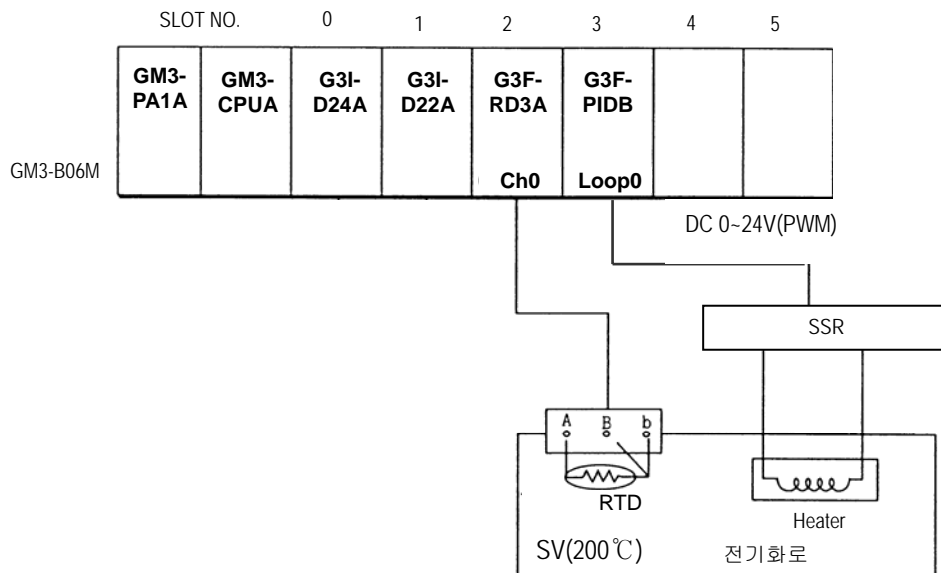 SLOT NO. 0 1 2 3 4 5
GM3-PA1A GM3-CPUA G3I-D24A G3I-D22A G3F-RD3A G3F-PIDB
GM3-B06M
Ch0 Loop0
DC 0~24V(PWM)
SSR
A B b
RTD
Heater
SV(200℃) 전기화로